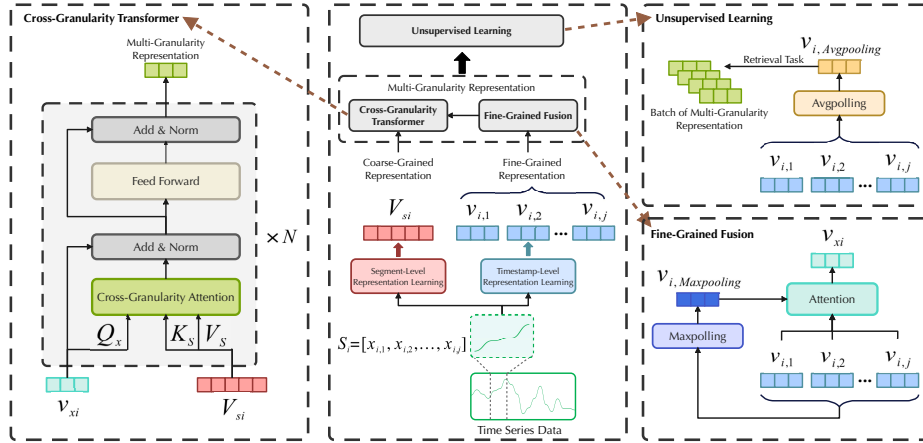 Cross-Granularity Transformer
Multi-Granularity
Representation
Add & Norm
Feed Forward
Add & Norm
× N
Cross-Granularity Attention
Q_x
K_S
V_S
v_xi
V_si
Unsupervised Learning
Multi-Granularity Representation
Cross-Granularity
Transformer
Fine-Grained Fusion
Coarse-Grained
Representation
Fine-Grained
Representation
V_si
v_i,1
v_i,2
v_i,j
...
Segment-Level
Representation Learning
Timestamp-Level
Representation Learning
S_i=[x_i,1, x_i,2, ..., x_i,j]
Time Series Data
Unsupervised Learning
v_i, Avgpooling
Retrieval Task
Avgpolling
Batch of Multi-Granularity
Representation
v_i,1
v_i,2
v_i,j
...
Fine-Grained Fusion
v_xi
v_i, Maxpooling
Attention
Maxpolling
v_i,1
v_i,2
v_i,j
...